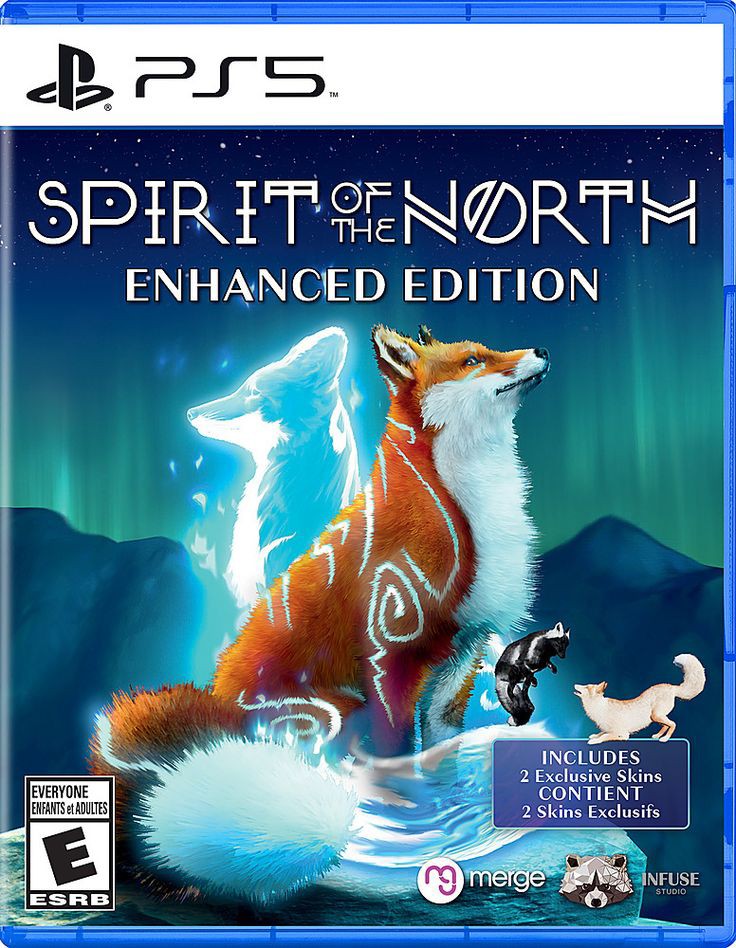 PS5
SPIRIT OF THE NORTH
ENHANCED EDITION
INCLUDES
2 Exclusive Skins
CONTIENT
2 Skins Exclusifs
EVERYONE
ENFANTS et ADULTES
E
ESRB
mg merge
INFUSE
STUDIO